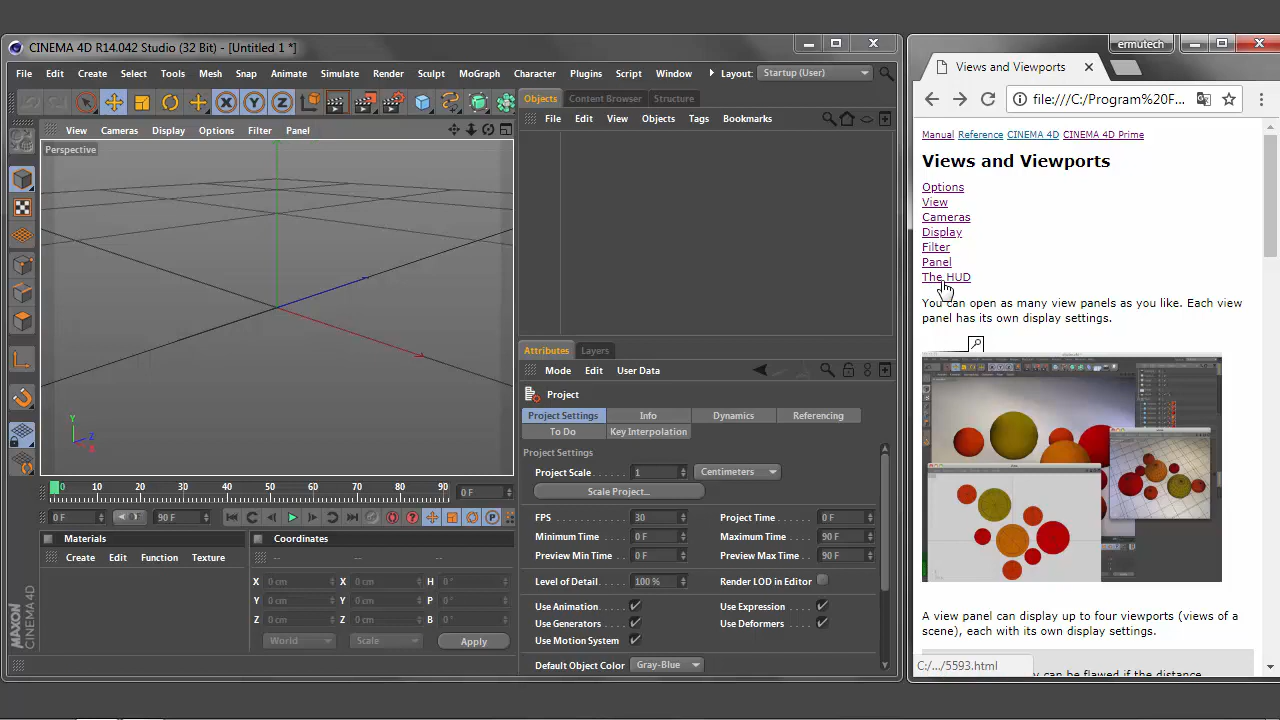 CINEMA 4D R14.042 Studio (32 Bit) - [Untitled 1 *]
File Edit Create Select Tools Mesh Snap Animate Simulate Render Sculpt MoGraph Character Plugins Script Window Layout: Startup (User)
X Y Z
View Cameras Display Options Filter Panel
Perspective
Y
Z
X
Objects Content Browser Structure
File Edit View Objects Tags Bookmarks
Attributes Layers
Mode Edit User Data
Project
Project Settings Info Dynamics Referencing
To Do Key Interpolation
Project Settings
Project Scale 1 Centimeters
Scale Project...
FPS 30 Project Time 0 F
Minimum Time 0 F Maximum Time 90 F
Preview Min Time 0 F Preview Max Time 90 F
Level of Detail 100 % Render LOD in Editor
Use Animation Use Expression
Use Generators Use Deformers
Use Motion System
Default Object Color Gray-Blue
0 10 20 30 40 50 60 70 80 90 0 F
0 F 90 F
P
Materials
Create Edit Function Texture
Coordinates
-- -- --
X 0 cm X 0 cm H 0 °
Y 0 cm Y 0 cm P 0 °
Z 0 cm Z 0 cm B 0 °
World Scale Apply
MAXON CINEMA 4D
ermutech
Views and Viewports
file:///C:/Program%20F...
Manual Reference CINEMA 4D CINEMA 4D Prime
Views and Viewports
Options
View
Cameras
Display
Filter
Panel
The HUD
You can open as many view panels as you like. Each view
panel has its own display settings.
A view panel can display up to four viewports (views of a
scene), each with its own display settings.
y can be flawed if the distance
C:/.../5593.html